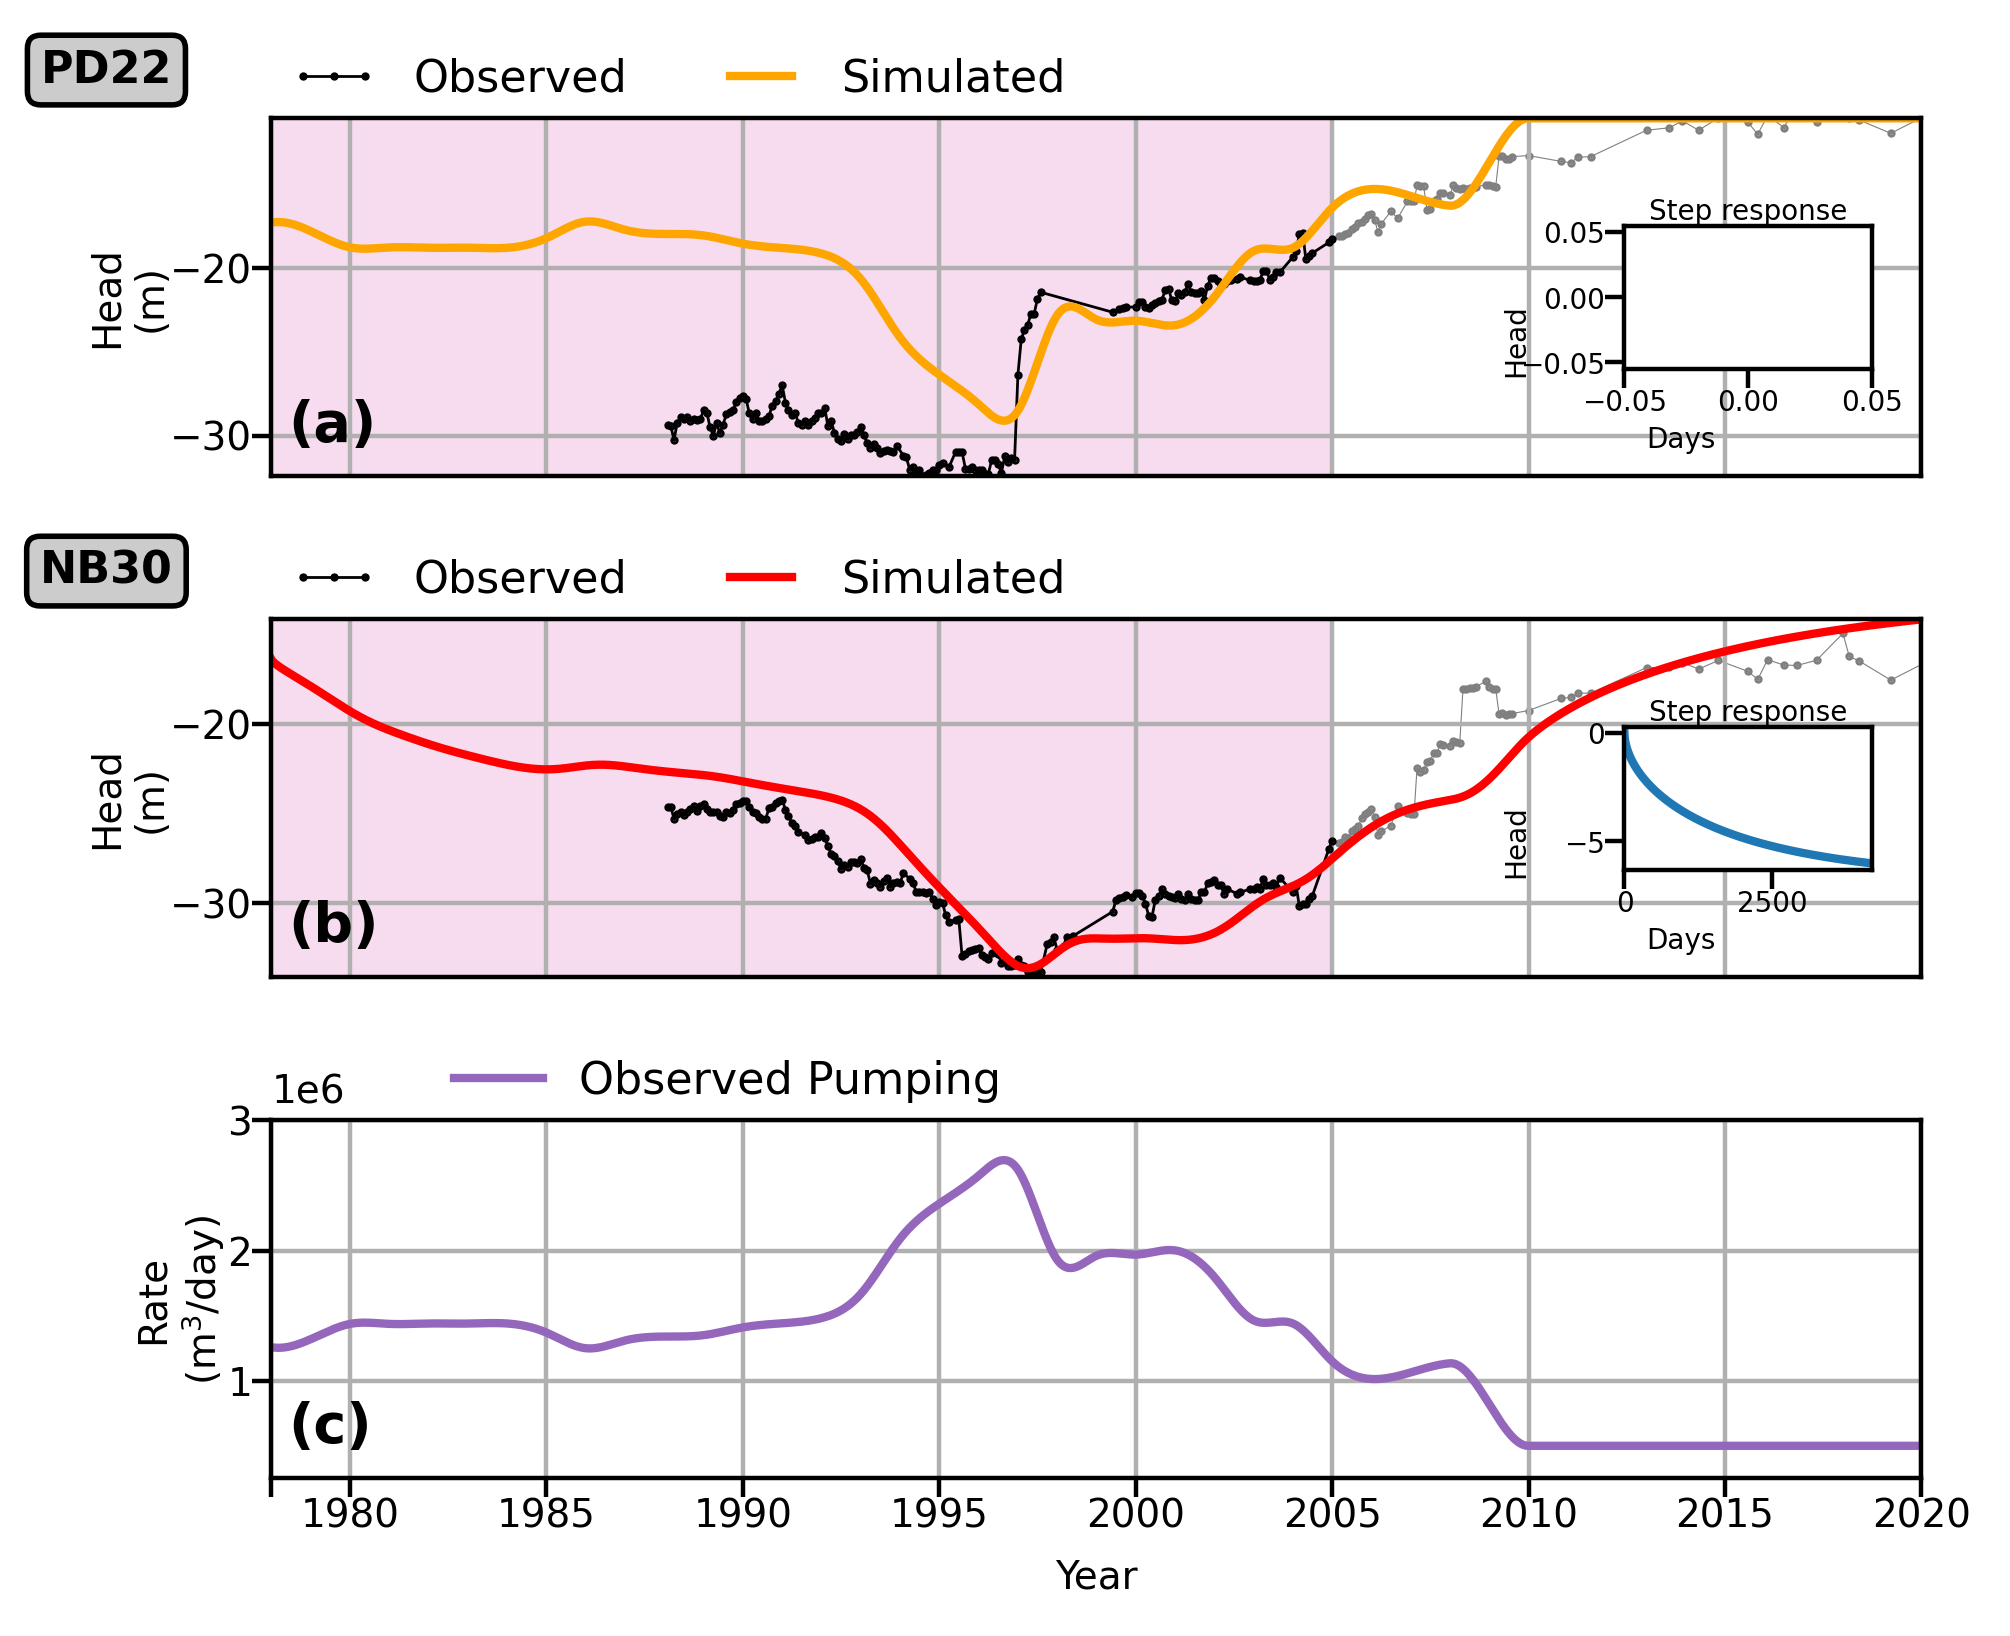 PD22
Observed
Simulated
Head
(m)
−20
−30
(a)
Step response
0.05
0.00
−0.05
Head
−0.05
0.00
0.05
Days
NB30
Observed
Simulated
Head
(m)
−20
−30
(b)
Step response
0
−5
Head
0
2500
Days
1e6
Observed Pumping
Rate
(m³/day)
3
2
1
(c)
1980
1985
1990
1995
2000
2005
2010
2015
2020
Year